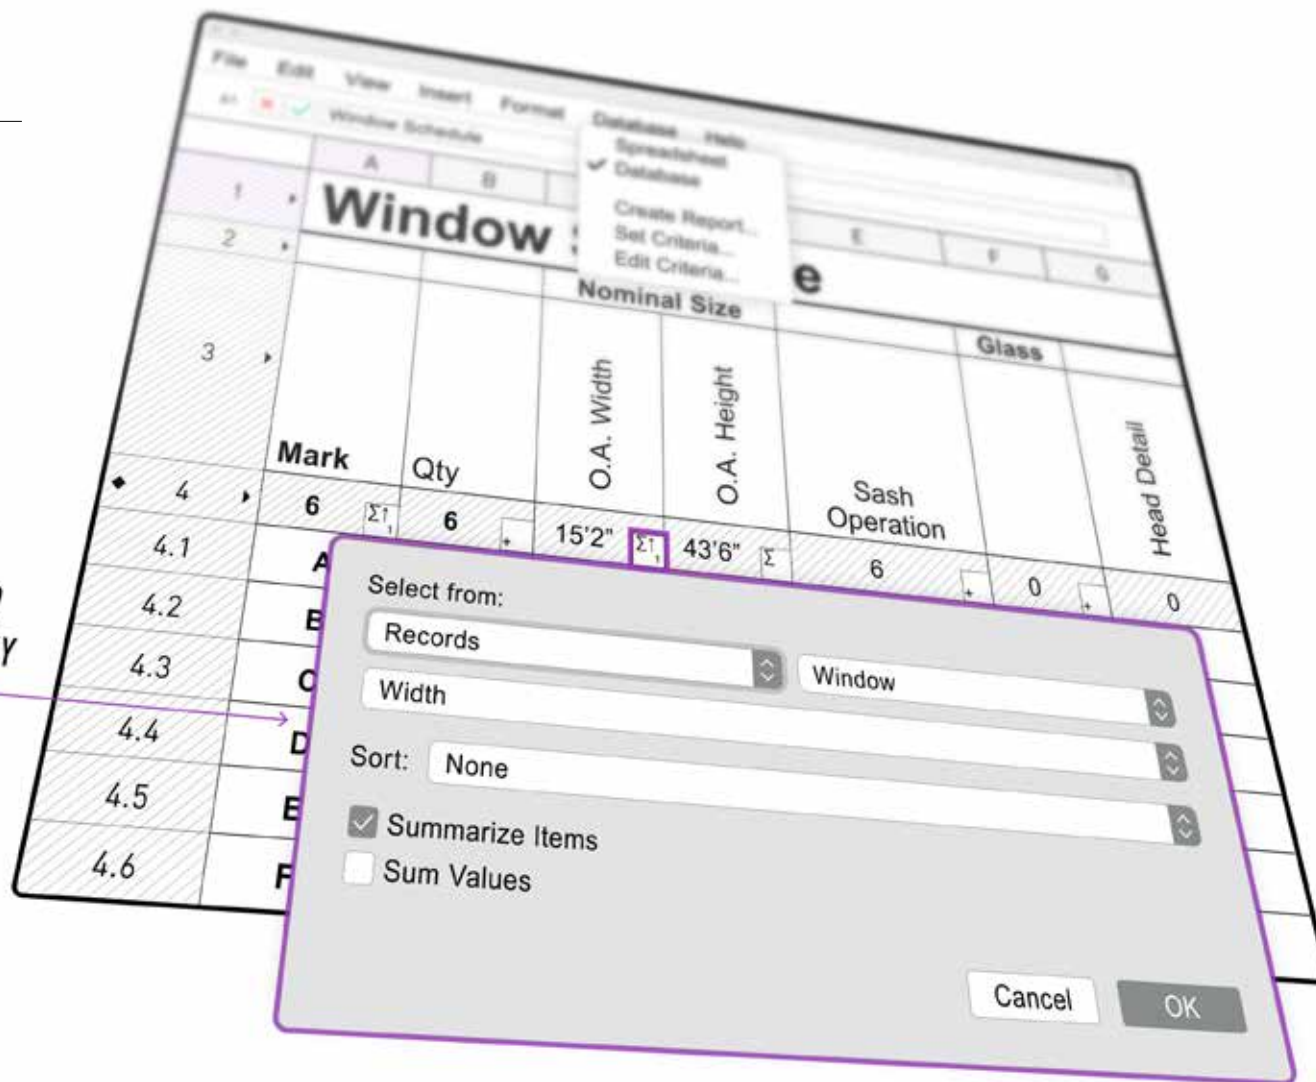 File Edit View Insert Format Database Help
Window Schedule
Spreadsheet
Database
Create Report...
Set Criteria...
Edit Criteria...
A B E F G
1
Window e
2
Nominal Size
Glass
3
Mark
Qty
O.A. Width
O.A. Height
Sash
Operation
Head Detail
4 6 Σ↑1 6 + 15'2" Σ↑1 43'6" Σ 6 + 0 + 0
4.1 A
4.2 B
4.3 C
4.4 D
4.5 E
4.6 F
Select from:
Records
Window
Width
Sort: None
Summarize Items
Sum Values
Cancel
OK